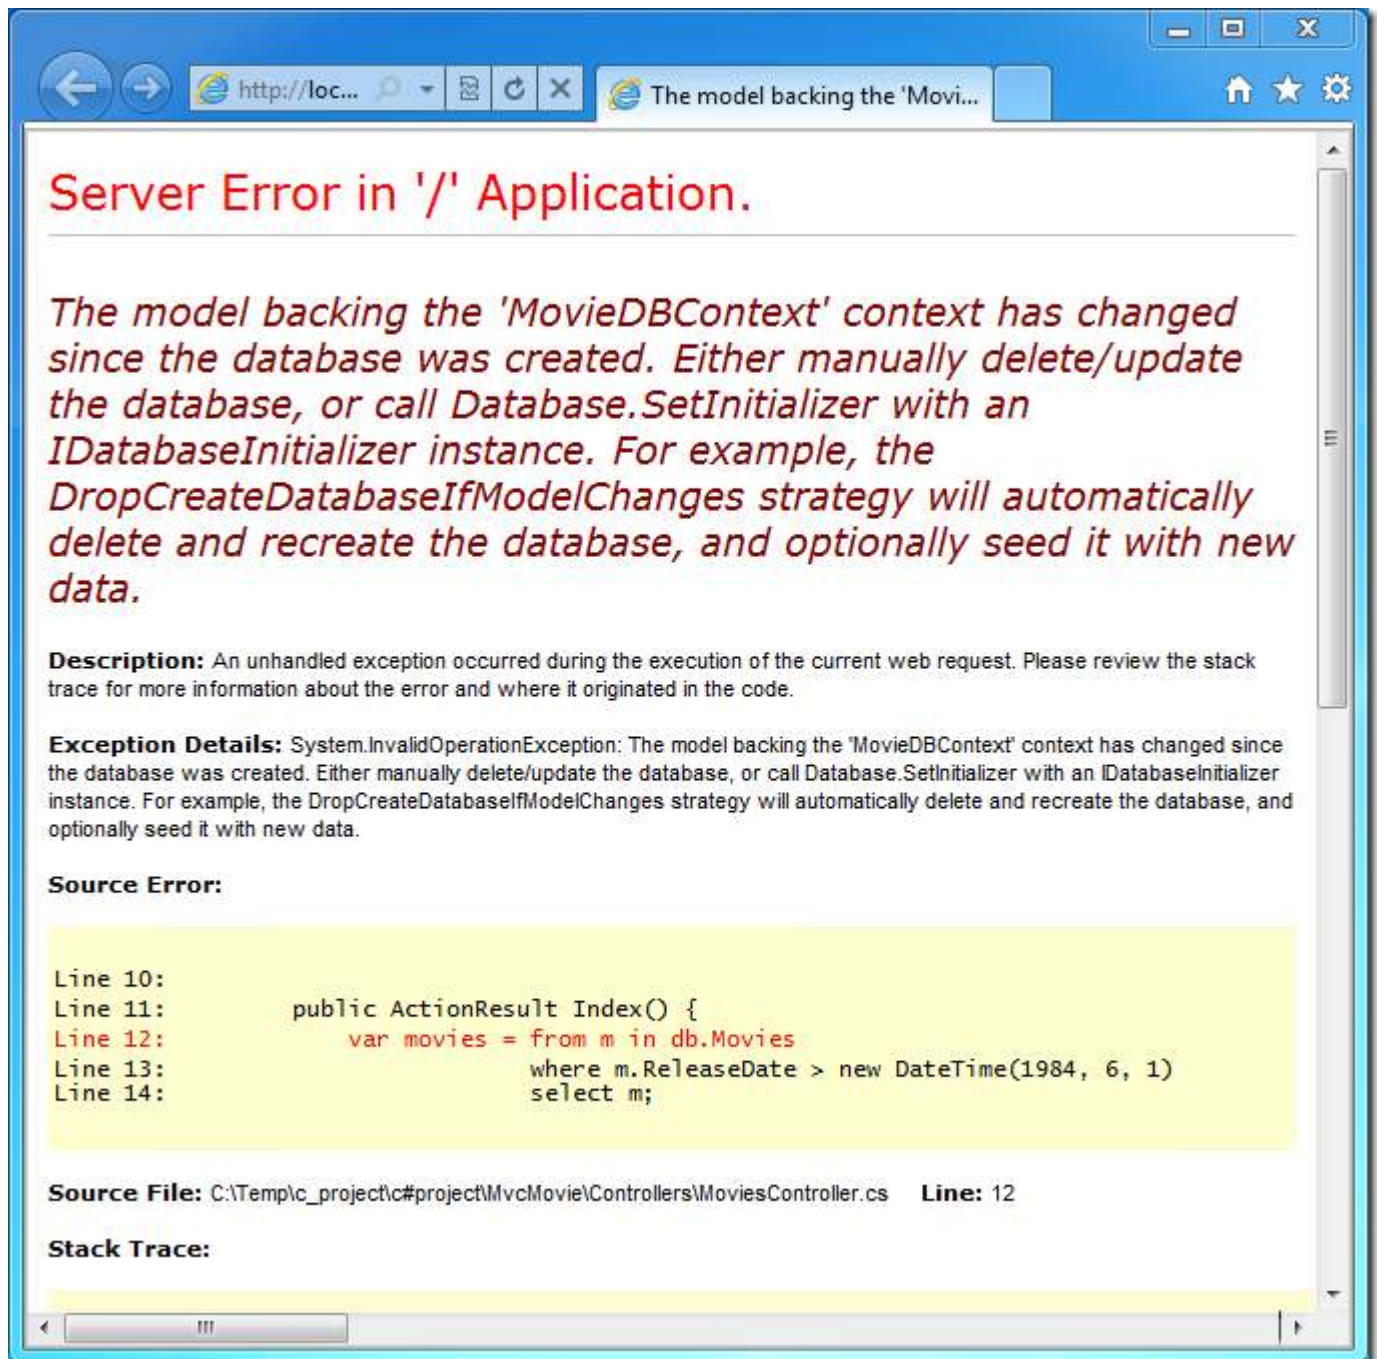 http://loc...
The model backing the 'Movi...
Server Error in '/' Application.
The model backing the 'MovieDBContext' context has changed
since the database was created. Either manually delete/update
the database, or call Database.SetInitializer with an
IDatabaseInitializer instance. For example, the
DropCreateDatabaseIfModelChanges strategy will automatically
delete and recreate the database, and optionally seed it with new
data.
Description: An unhandled exception occurred during the execution of the current web request. Please review the stack
trace for more information about the error and where it originated in the code.
Exception Details: System.InvalidOperationException: The model backing the 'MovieDBContext' context has changed since
the database was created. Either manually delete/update the database, or call Database.SetInitializer with an IDatabaseInitializer
instance. For example, the DropCreateDatabaseIfModelChanges strategy will automatically delete and recreate the database, and
optionally seed it with new data.
Source Error:
Line 10:
Line 11:        public ActionResult Index() {
Line 12:            var movies = from m in db.Movies
Line 13:                         where m.ReleaseDate > new DateTime(1984, 6, 1)
Line 14:                         select m;
Source File: C:\Temp\c_project\c#project\MvcMovie\Controllers\MoviesController.cs    Line: 12
Stack Trace: